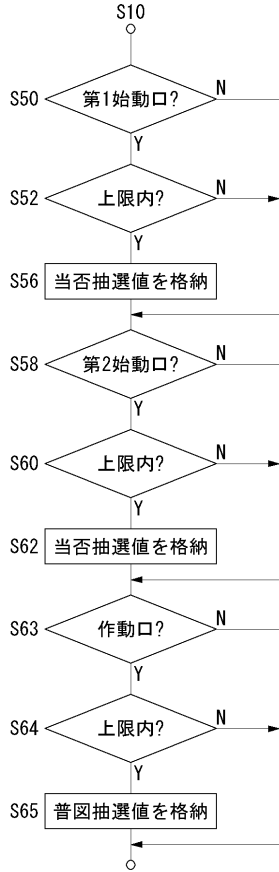 S10
S50 第1始動口? N
Y
S52 上限内? N
Y
S56 当否抽選値を格納
S58 第2始動口? N
Y
S60 上限内? N
Y
S62 当否抽選値を格納
S63 作動口? N
Y
S64 上限内? N
Y
S65 普図抽選値を格納